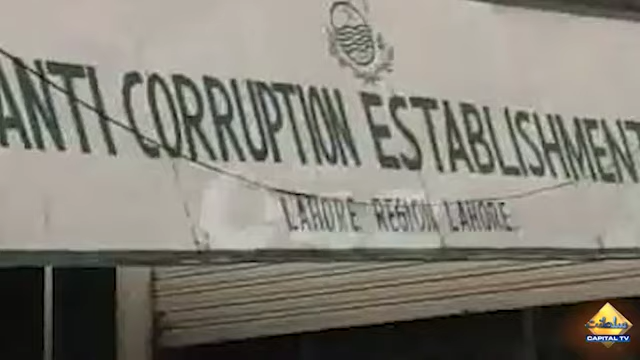 ANTI CORRUPTION ESTABLISHMENT
LAHORE REGION LAHORE
CAPITAL TV